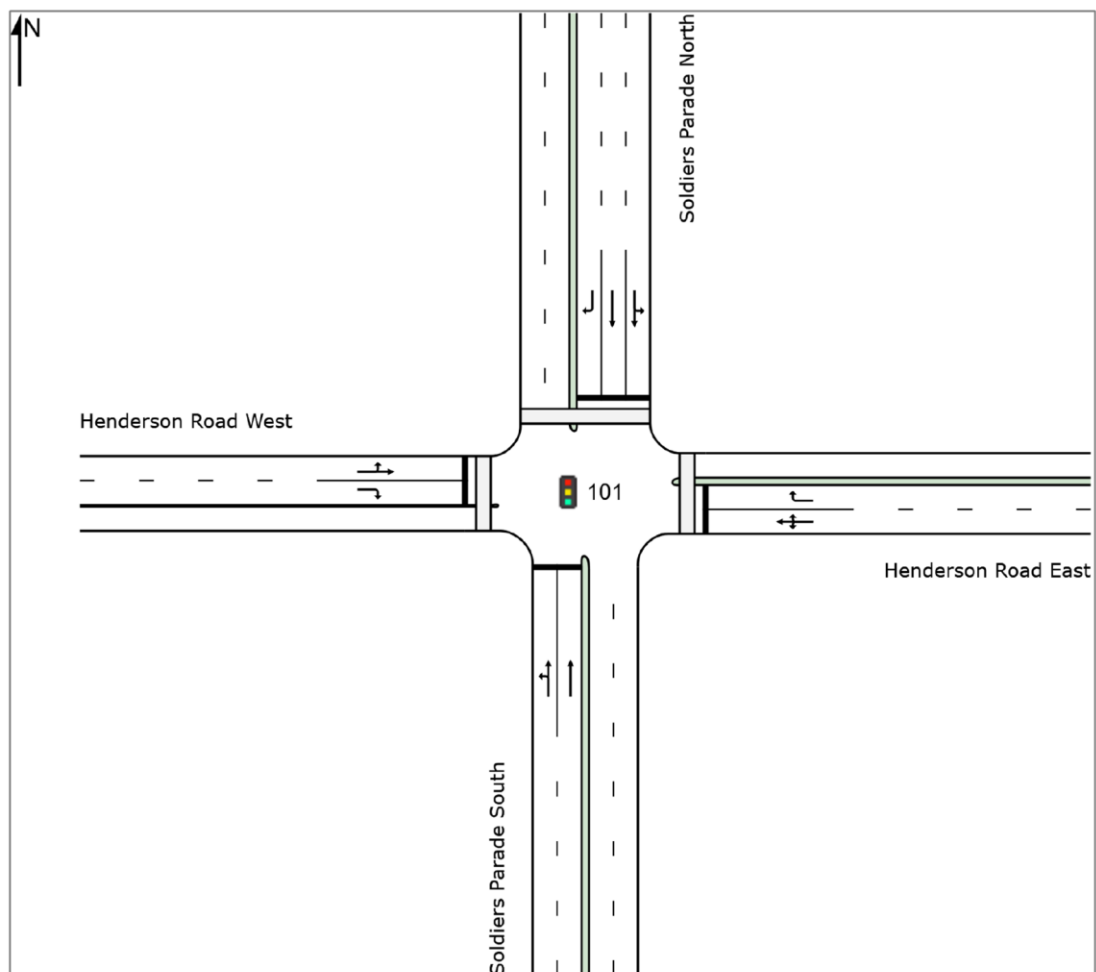 N
Soldiers Parade North
Henderson Road West
101
Henderson Road East
Soldiers Parade South